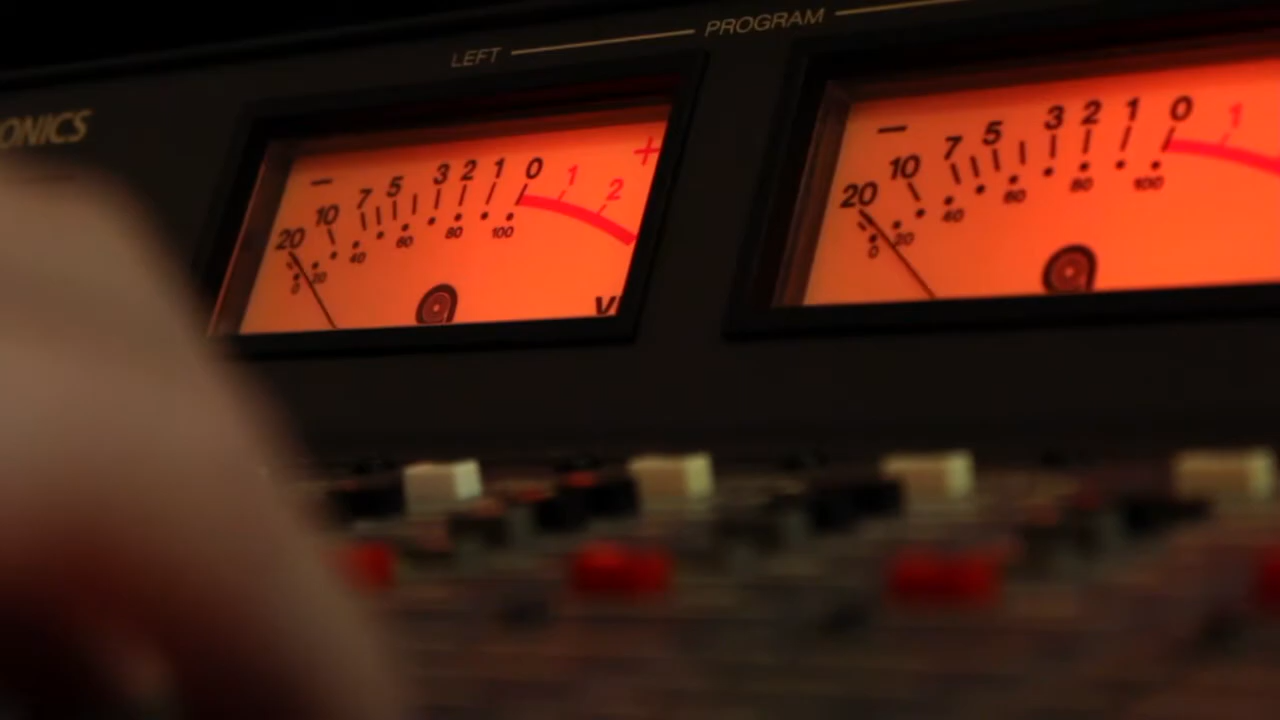 LEFT PROGRAM
ONICS
− 20 10 7 5 3 2 1 0 1 2 +
0 20 40 60 80 100
V
− 20 10 7 5 3 2 1 0 1
0 20 40 60 80 100